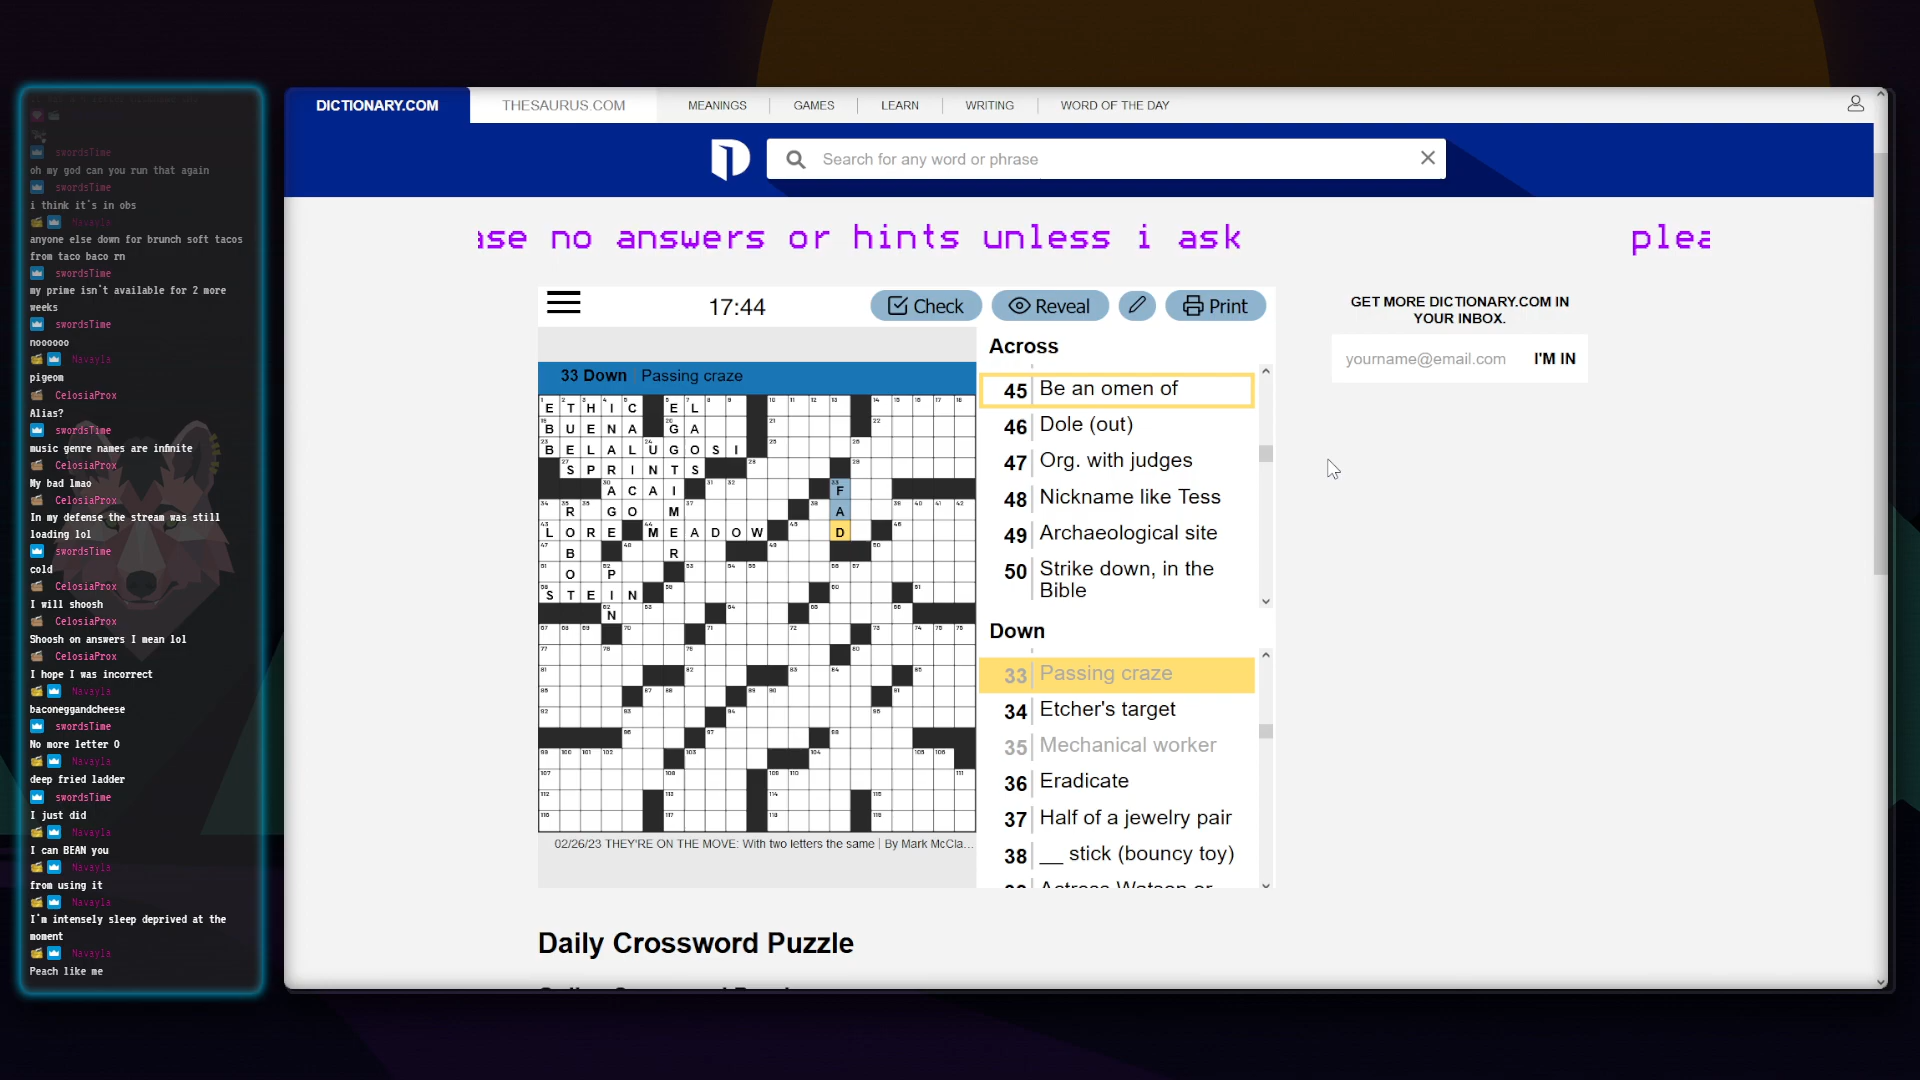 swordsTime
oh my god can you run that again
swordsTime
i think it's in obs
Navayla
anyone else down for brunch soft tacos
from taco baco rn
swordsTime
my prime isn't available for 2 more
weeks
swordsTime
noooooo
Navayla
pigeom
CelosiaProx
Alias?
swordsTime
music genre names are infinite
CelosiaProx
My bad lmao
CelosiaProx
In my defense the stream was still
loading lol
swordsTime
cold
CelosiaProx
I will shoosh
CelosiaProx
Shoosh on answers I mean lol
CelosiaProx
I hope I was incorrect
Navayla
baconeggandcheese
swordsTime
No more letter O
Navayla
deep fried ladder
swordsTime
I just did
Navayla
I can BEAN you
Navayla
from using it
Navayla
I'm intensely sleep deprived at the
moment
Navayla
Peach like me
DICTIONARY.COM
THESAURUS.COM
MEANINGS
GAMES
LEARN
WRITING
WORD OF THE DAY
Search for any word or phrase
ase no answers or hints unless i ask
plea
17:44
Check
Reveal
Print
33 Down | Passing craze
E T H I C E L
B U E N A G A
B E L A L U G O S I
S P R I N T S
A C A I F
R G O M A
L O R E M E A D O W D
B R
O P
S T E I N
N
02/26/23 THEY'RE ON THE MOVE: With two letters the same | By Mark McCla...
Across
45 Be an omen of
46 Dole (out)
47 Org. with judges
48 Nickname like Tess
49 Archaeological site
50 Strike down, in the
Bible
Down
33 Passing craze
34 Etcher's target
35 Mechanical worker
36 Eradicate
37 Half of a jewelry pair
38 __ stick (bouncy toy)
GET MORE DICTIONARY.COM IN
YOUR INBOX.
yourname@email.com
I'M IN
Daily Crossword Puzzle